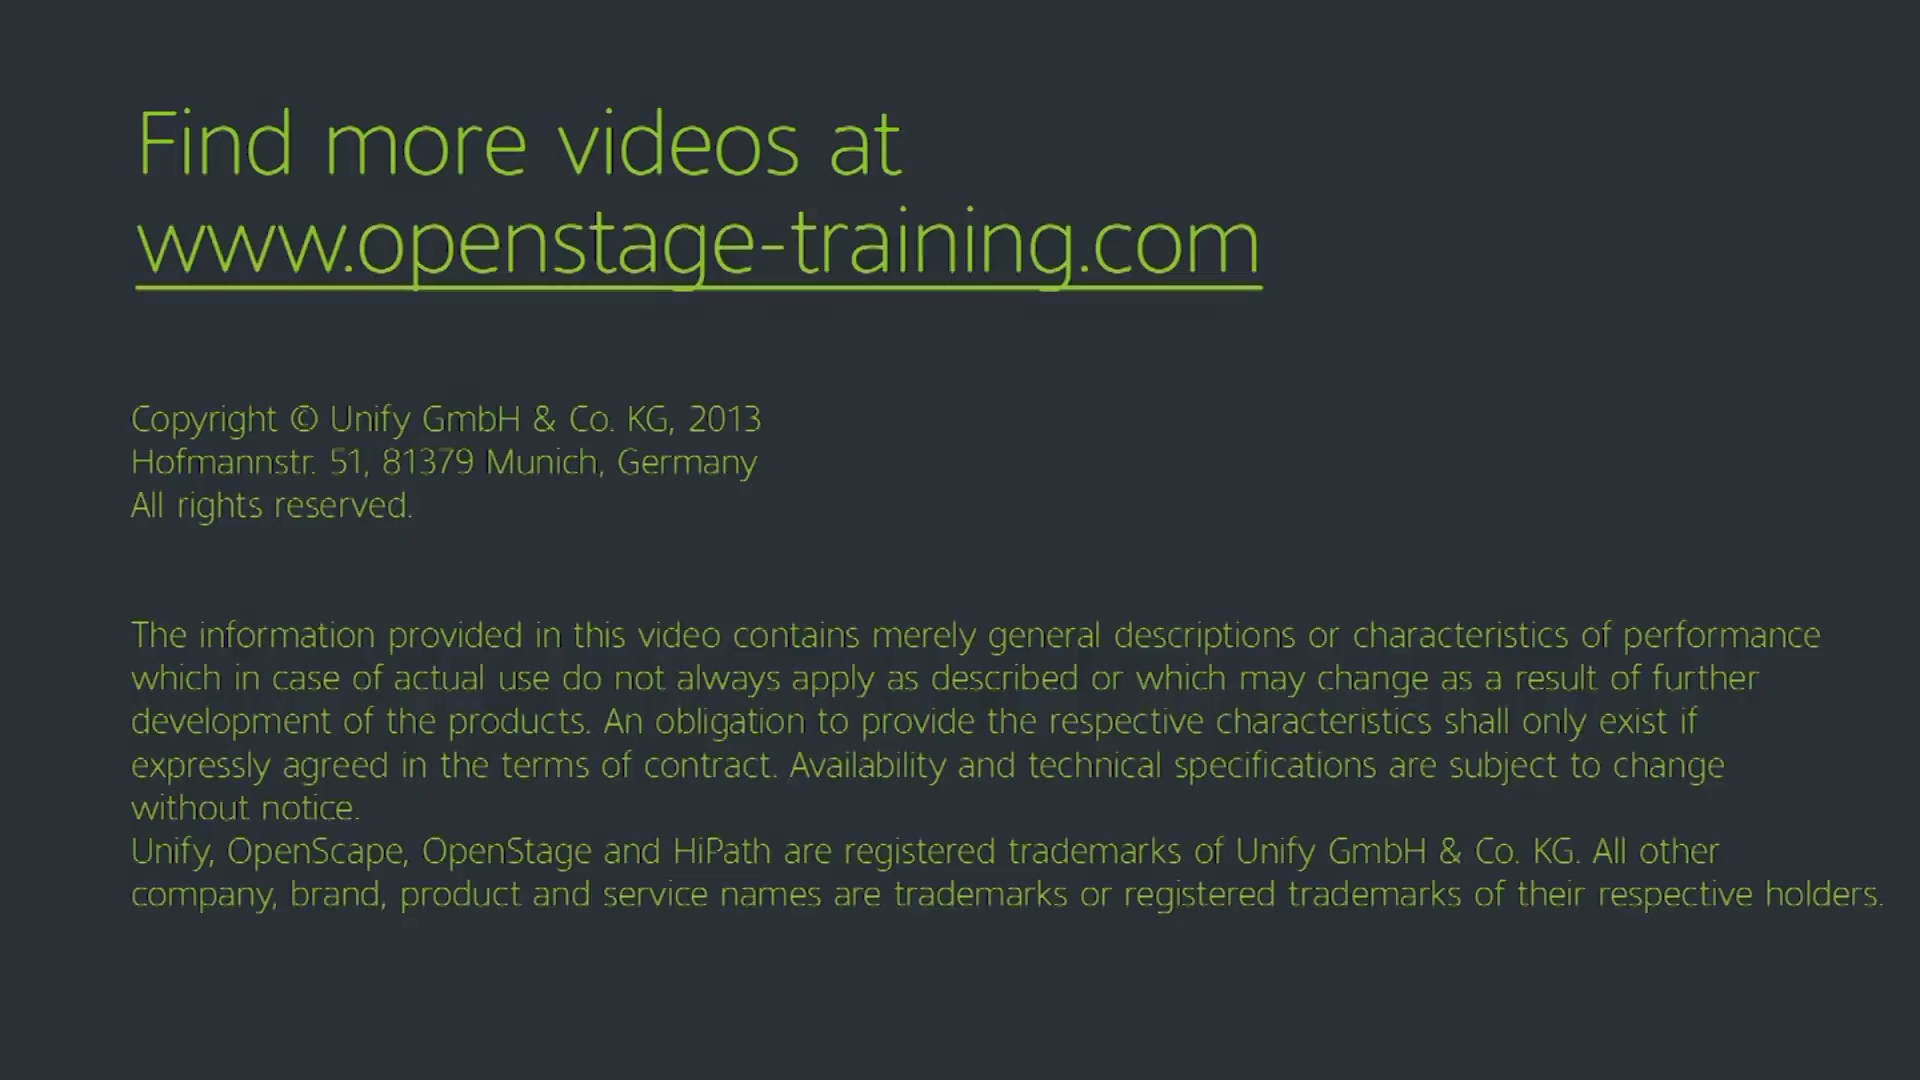 Find more videos at
www.openstage-training.com
Copyright © Unify GmbH & Co. KG, 2013
Hofmannstr. 51, 81379 Munich, Germany
All rights reserved.
The information provided in this video contains merely general descriptions or characteristics of performance
which in case of actual use do not always apply as described or which may change as a result of further
development of the products. An obligation to provide the respective characteristics shall only exist if
expressly agreed in the terms of contract. Availability and technical specifications are subject to change
without notice.
Unify, OpenScape, OpenStage and HiPath are registered trademarks of Unify GmbH & Co. KG. All other
company, brand, product and service names are trademarks or registered trademarks of their respective holders.